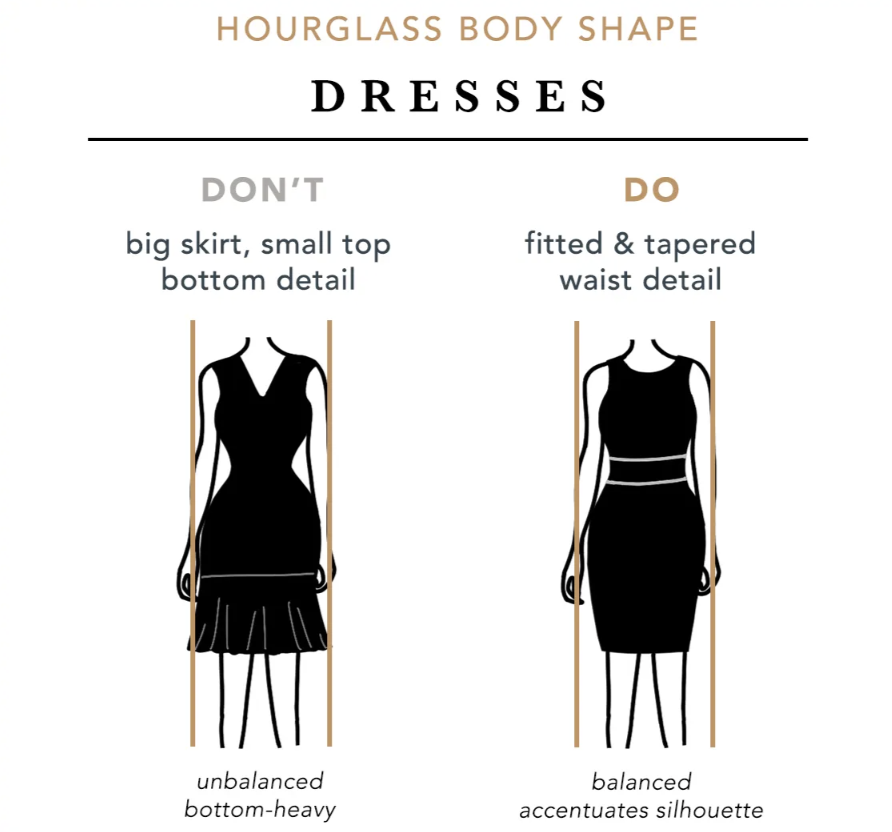 HOURGLASS BODY SHAPE
DRESSES
DON'T
big skirt, small top
bottom detail
unbalanced
bottom-heavy
DO
fitted & tapered
waist detail
balanced
accentuates silhouette